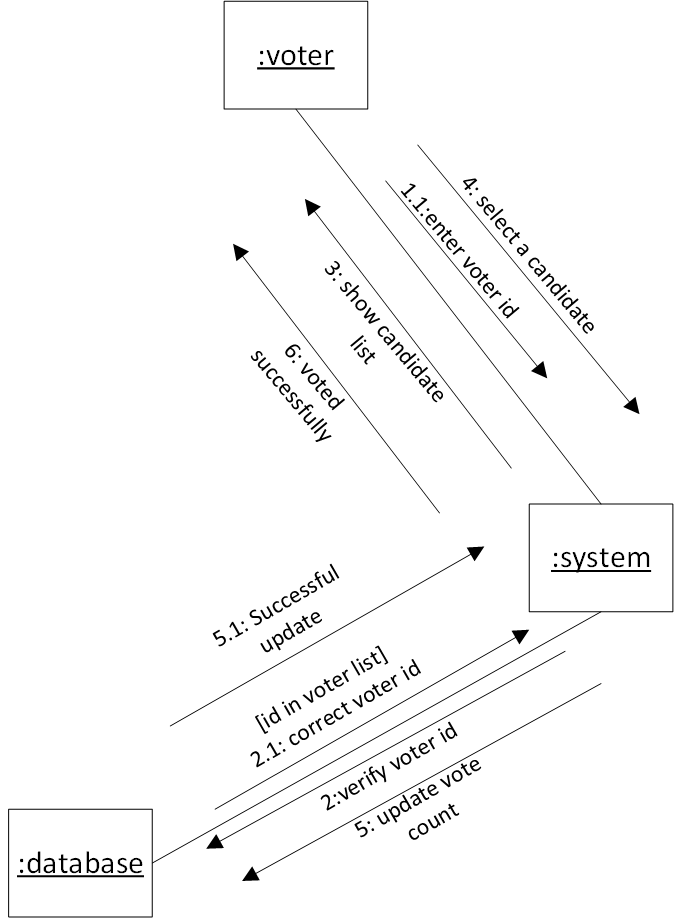 :voter
4: select a candidate
1.1:enter voter id
3: show candidate
list
6: voted
successfully
:system
5.1: Successful
update
[id in voter list]
2.1: correct voter id
2:verify voter id
5: update vote
count
:database